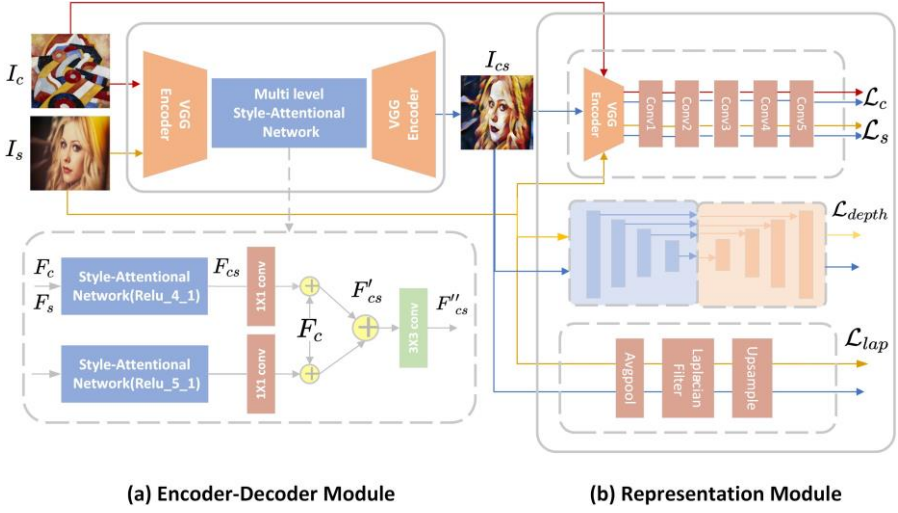 I_c
I_s
VGG
Encoder
Multi level
Style-Attentional
Network
VGG
Encoder
I_cs
VGG
Encoder
Conv1
Conv2
Conv3
Conv4
Conv5
ℒ_c
ℒ_s
ℒ_depth
F_c
F_s
Style-Attentional
Network(Relu_4_1)
F_cs
1X1 conv
F_c
F'_cs
3X3 conv
F''_cs
Style-Attentional
Network(Relu_5_1)
1X1 conv
Avgpool
Laplacian
Filter
Upsample
ℒ_lap
(a) Encoder-Decoder Module
(b) Representation Module